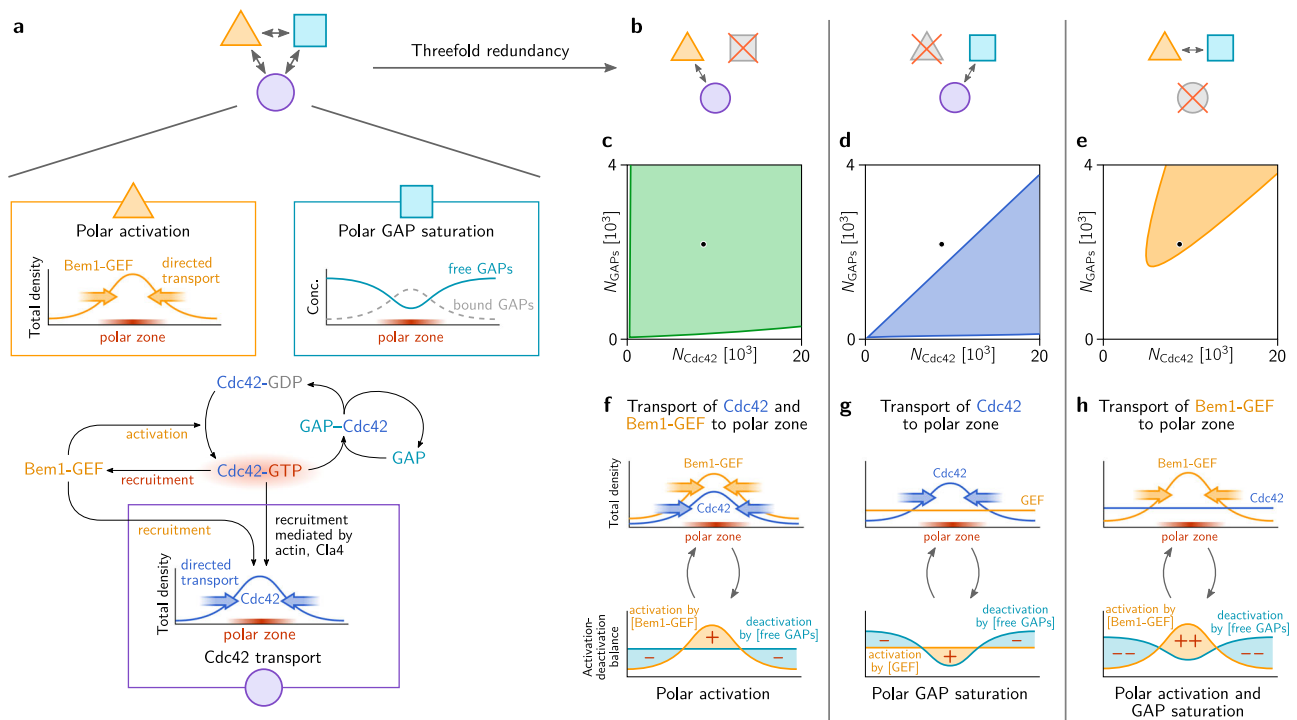 a
Threefold redundancy
Polar activation
Bem1-GEF
directed
transport
Total density
polar zone
Polar GAP saturation
free GAPs
bound GAPs
Conc.
polar zone
Cdc42-GDP
GAP–Cdc42
GAP
activation
Bem1-GEF
recruitment
Cdc42-GTP
recruitment
recruitment
mediated by
actin, Cla4
directed
transport
Cdc42
Total density
polar zone
Cdc42 transport
b
c
4
NGAPs [10³]
0
0
NCdc42 [10³]
20
d
4
NGAPs [10³]
0
0
NCdc42 [10³]
20
e
4
NGAPs [10³]
0
0
NCdc42 [10³]
20
f
Transport of Cdc42 and
Bem1-GEF to polar zone
Bem1-GEF
Cdc42
Total density
polar zone
activation by
[Bem1-GEF]
deactivation
by [free GAPs]
+
– –
Activation-
deactivation
balance
Polar activation
g
Transport of Cdc42
to polar zone
Cdc42
GEF
polar zone
deactivation
by [free GAPs]
– –
activation
by [GEF]
+
Polar GAP saturation
h
Transport of Bem1-GEF
to polar zone
Bem1-GEF
Cdc42
polar zone
activation by
[Bem1-GEF]
deactivation
by [free GAPs]
++
– – – –
Polar activation and
GAP saturation